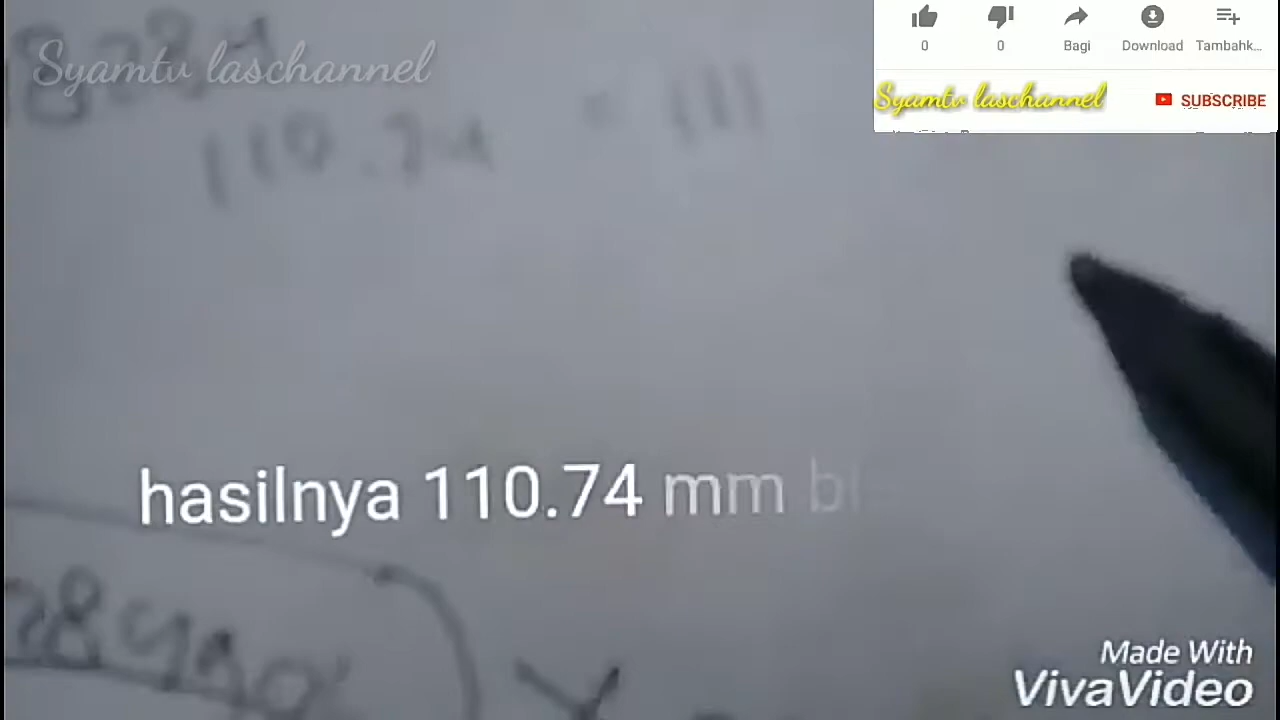 Syamtv laschannel
0
0
Bagi
Download
Tambahk...
Syamtv laschannel
SUBSCRIBE
110.74 = 111
hasilnya 110.74 mm
Made With
VivaVideo